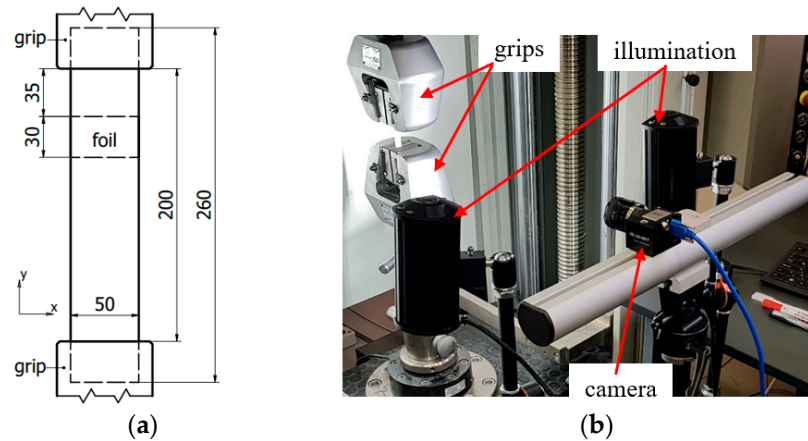 grip
35
30
foil
200
260
y
x
50
grip
(a)
grips
illumination
camera
(b)